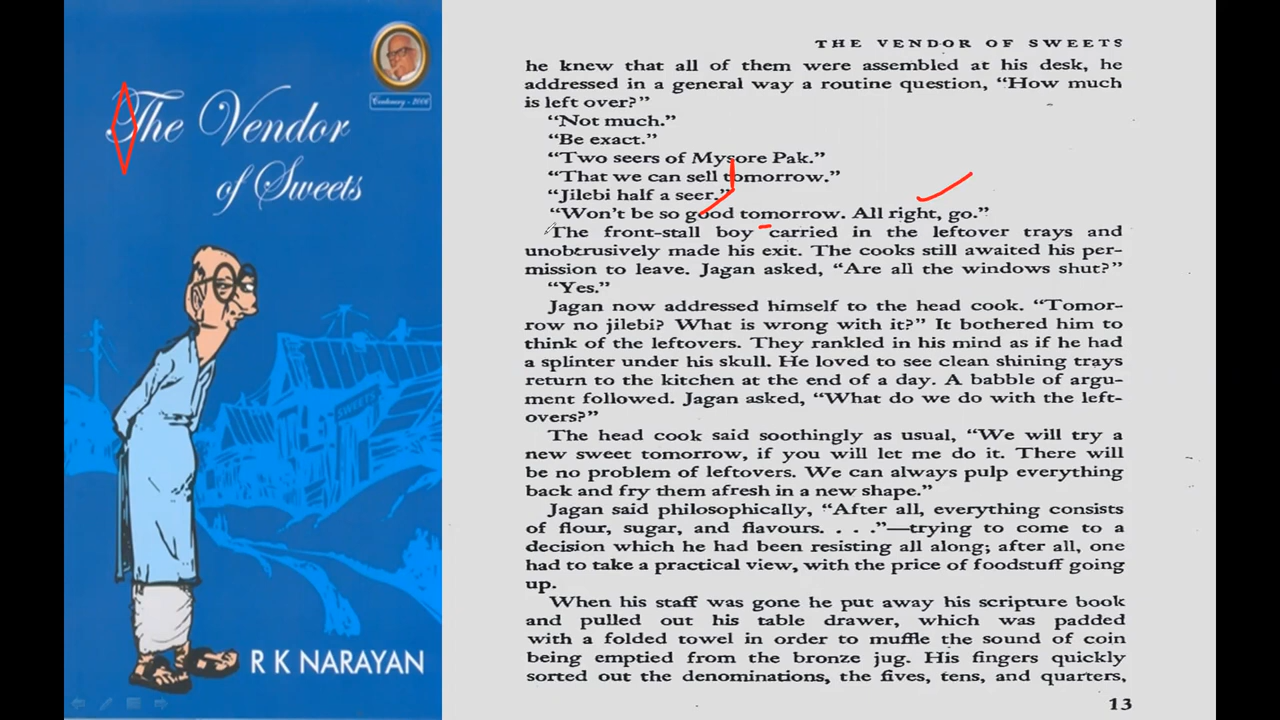 Centenary - 2006
The Vendor
of Sweets
SWEETS
R K NARAYAN
THE VENDOR OF SWEETS
he knew that all of them were assembled at his desk, he
addressed in a general way a routine question, “How much
is left over?”
“Not much.”
“Be exact.”
“Two seers of Mysore Pak.”
“That we can sell tomorrow.”
“Jilebi half a seer.”
“Won't be so good tomorrow. All right, go.”
The front-stall boy carried in the leftover trays and
unobtrusively made his exit. The cooks still awaited his per-
mission to leave. Jagan asked, “Are all the windows shut?”
“Yes.”
Jagan now addressed himself to the head cook. “Tomor-
row no jilebi? What is wrong with it?” It bothered him to
think of the leftovers. They rankled in his mind as if he had
a splinter under his skull. He loved to see clean shining trays
return to the kitchen at the end of a day. A babble of argu-
ment followed. Jagan asked, “What do we do with the left-
overs?”
The head cook said soothingly as usual, “We will try a
new sweet tomorrow, if you will let me do it. There will
be no problem of leftovers. We can always pulp everything
back and fry them afresh in a new shape.”
Jagan said philosophically, “After all, everything consists
of flour, sugar, and flavours. . . .”—trying to come to a
decision which he had been resisting all along; after all, one
had to take a practical view, with the price of foodstuff going
up.
When his staff was gone he put away his scripture book
and pulled out his table drawer, which was padded
with a folded towel in order to muffle the sound of coin
being emptied from the bronze jug. His fingers quickly
sorted out the denominations, the fives, tens, and quarters,
13